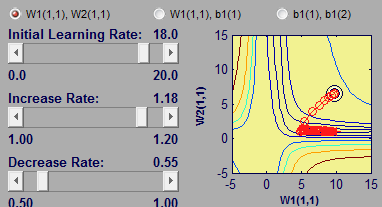 W1(1,1), W2(1,1) W1(1,1), b1(1) b1(1), b1(2)
Initial Learning Rate: 18.0
0.0 20.0
Increase Rate: 1.18
1.00 1.20
Decrease Rate: 0.55
0.50 1.00
15
10
5
0
-5
W2(1,1)
-5 0 5 10 15
W1(1,1)